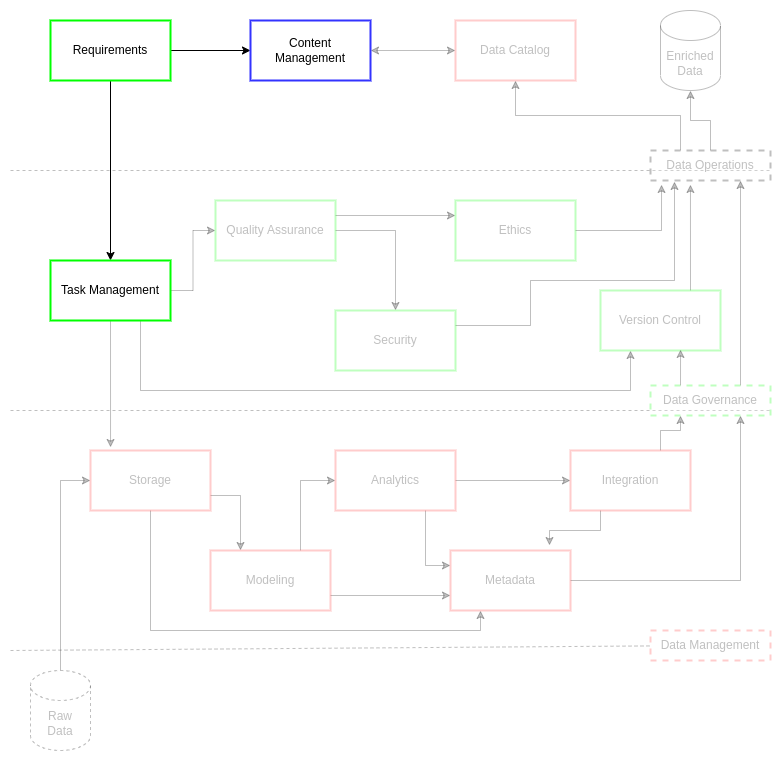 Requirements
Content
Management
Data Catalog
Enriched
Data
Data Operations
Quality Assurance
Ethics
Task Management
Security
Version Control
Data Governance
Storage
Analytics
Integration
Modeling
Metadata
Data Management
Raw
Data